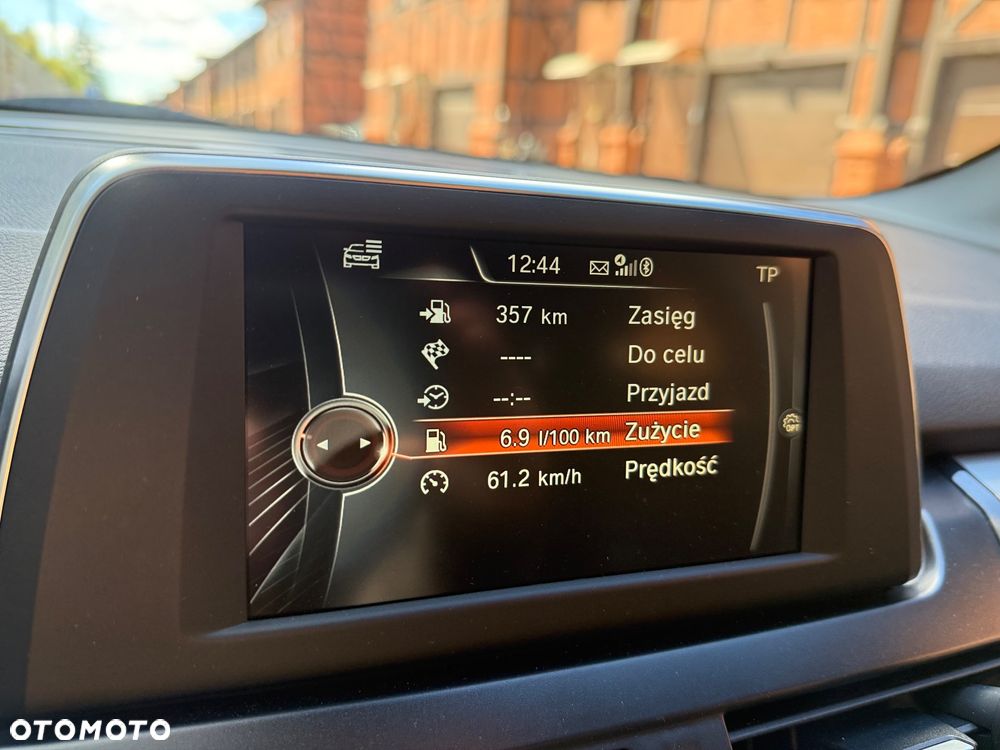 12:44 TP
357 km Zasięg
---- Do celu
--:-- Przyjazd
6.9 l/100 km Zużycie
61.2 km/h Prędkość
OPT
OTOMOTO